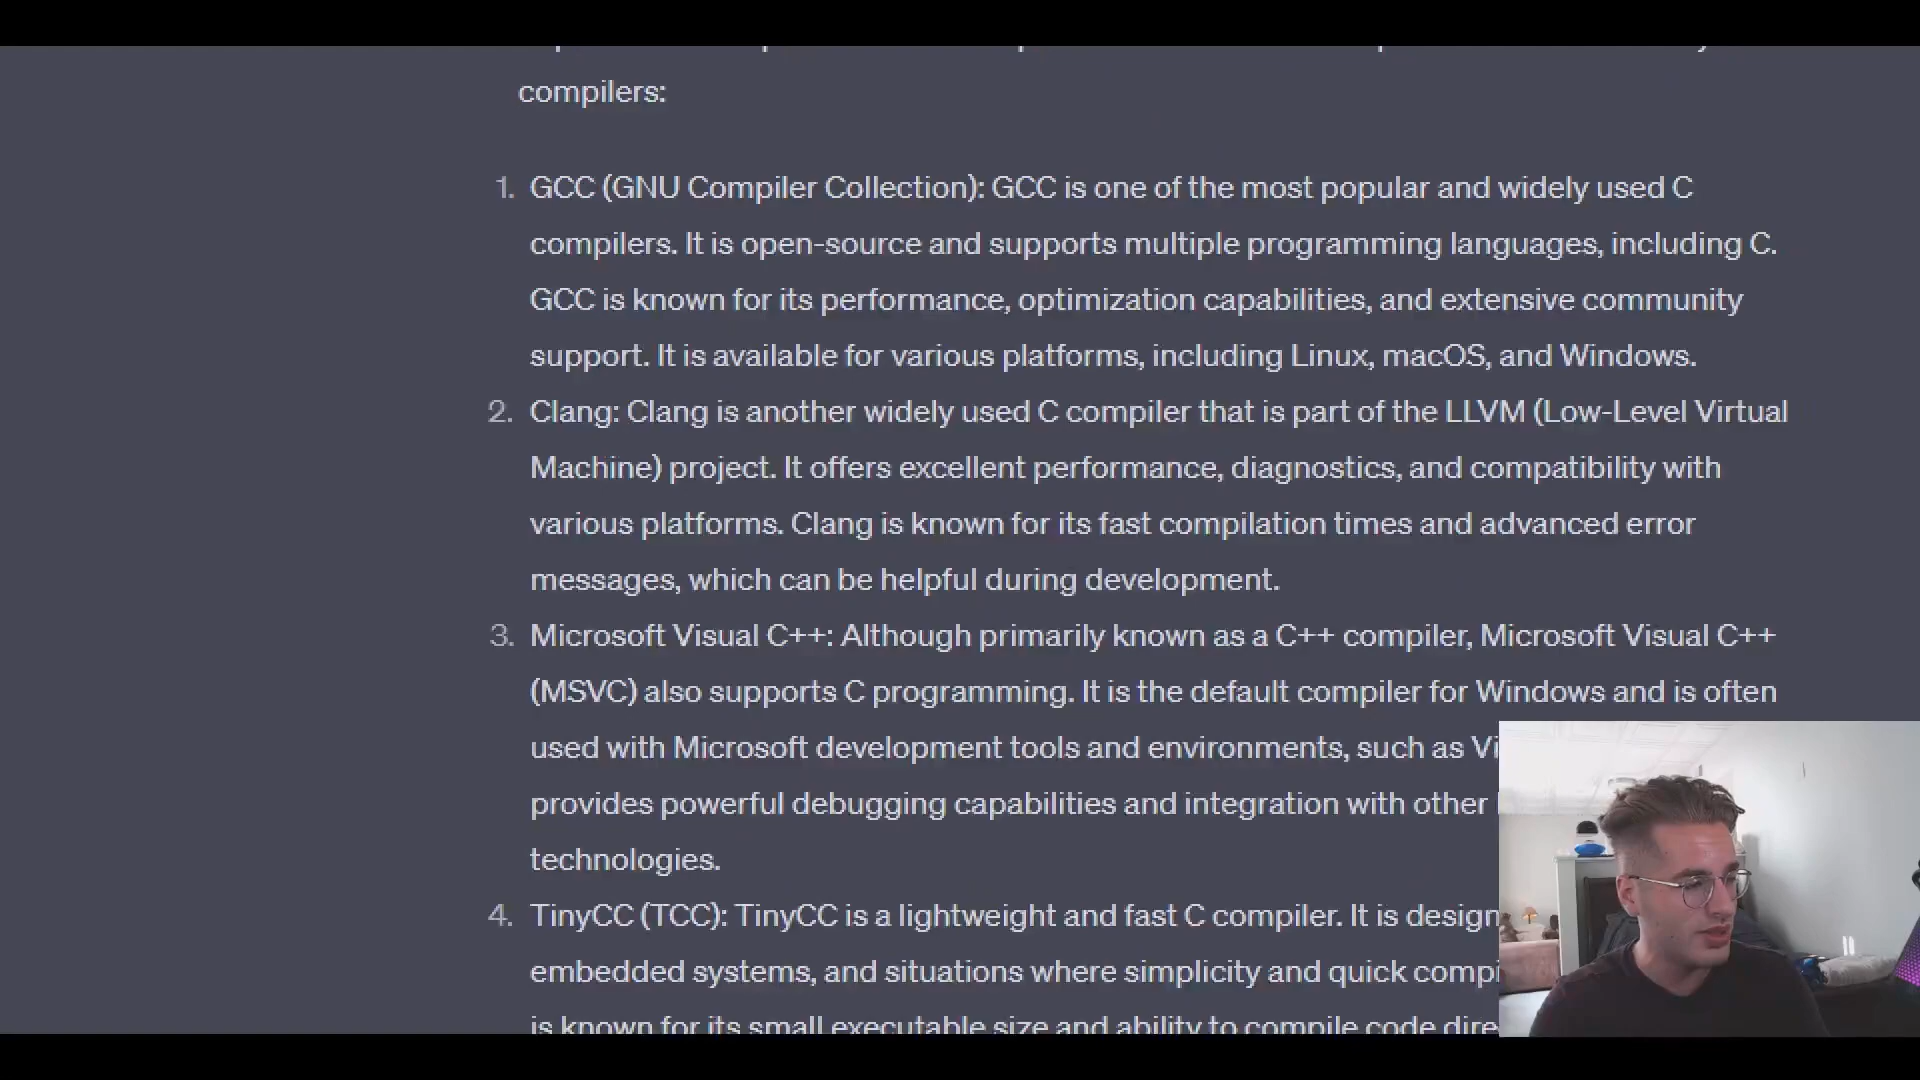 compilers:
1. GCC (GNU Compiler Collection): GCC is one of the most popular and widely used C
compilers. It is open-source and supports multiple programming languages, including C.
GCC is known for its performance, optimization capabilities, and extensive community
support. It is available for various platforms, including Linux, macOS, and Windows.
2. Clang: Clang is another widely used C compiler that is part of the LLVM (Low-Level Virtual
Machine) project. It offers excellent performance, diagnostics, and compatibility with
various platforms. Clang is known for its fast compilation times and advanced error
messages, which can be helpful during development.
3. Microsoft Visual C++: Although primarily known as a C++ compiler, Microsoft Visual C++
(MSVC) also supports C programming. It is the default compiler for Windows and is often
used with Microsoft development tools and environments, such as Vi
provides powerful debugging capabilities and integration with other
technologies.
4. TinyCC (TCC): TinyCC is a lightweight and fast C compiler. It is design
embedded systems, and situations where simplicity and quick compi
is known for its small executable size and ability to compile code dire